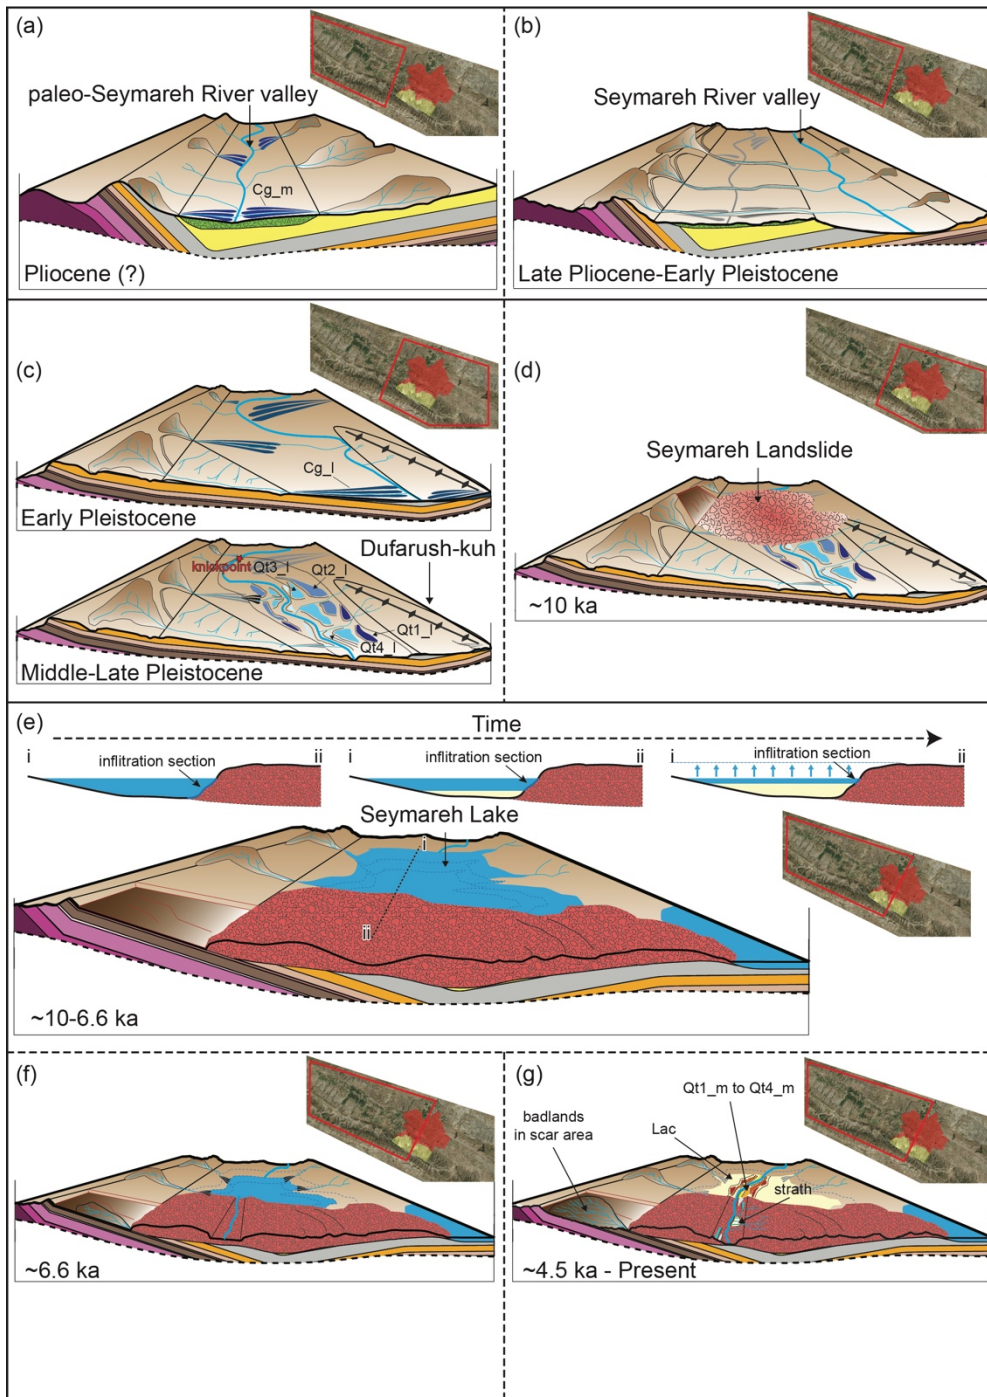 (a)
paleo-Seymareh River valley
Cg_m
Pliocene (?)
(b)
Seymareh River valley
Late Pliocene-Early Pleistocene
(c)
Cg_l
Early Pleistocene
Dufarush-kuh
knickpoint
Qt3_l
Qt2_l
Qt1_l
Qt4_l
Middle-Late Pleistocene
(d)
Seymareh Landslide
~10 ka
(e)
Time
i
ii
inflitration section
i
ii
inflitration section
i
ii
inflitration section
Seymareh Lake
i
ii
~10-6.6 ka
(f)
~6.6 ka
(g)
Qt1_m to Qt4_m
badlands
in scar area
Lac
strath
~4.5 ka - Present